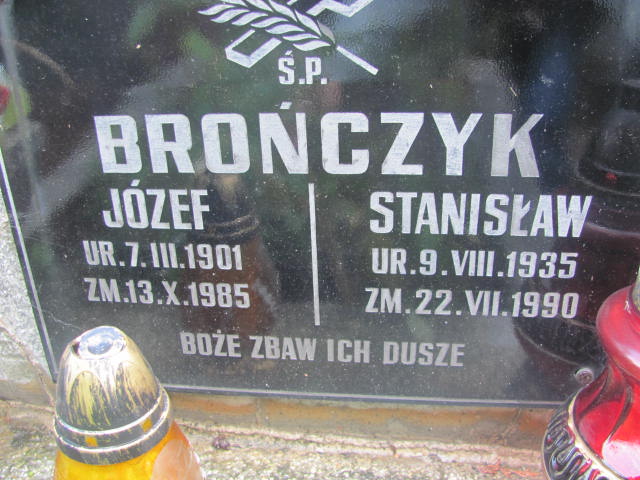 Ś.P.
BROŃCZYK
JÓZEF
UR.7.III.1901
ZM.13.X.1985
STANISŁAW
UR.9.VIII.1935
ZM.22.VII.1990
BOŻE ZBAW ICH DUSZE